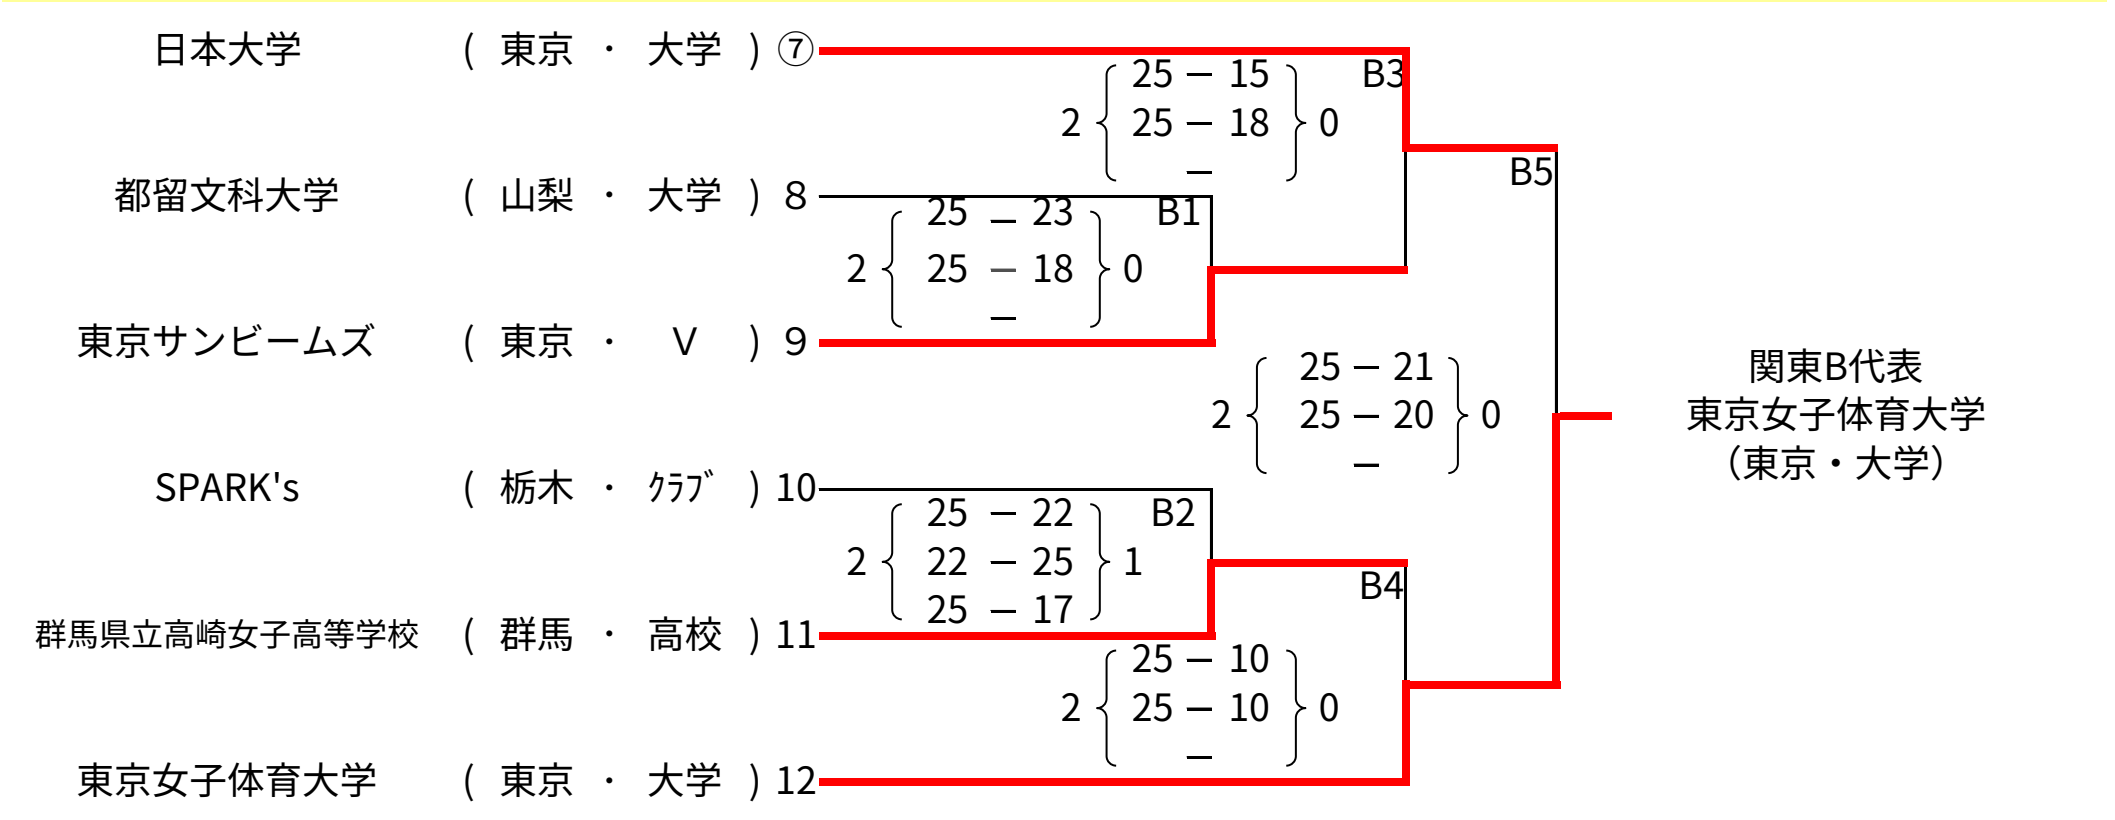 日本大学 ( 東京 ・ 大学 ) ⑦
25 － 15 B3
2 25 － 18 0
－
B5
都留文科大学 ( 山梨 ・ 大学 ) 8
25 － 23 B1
2 25 － 18 0
－
東京サンビームズ ( 東京 ・ V ) 9
25 － 21
2 25 － 20 0
－
関東B代表
東京女子体育大学
（東京・大学）
SPARK's ( 栃木 ・ ｸﾗﾌﾞ ) 10
25 － 22 B2
2 22 － 25 1
25 － 17
B4
群馬県立高崎女子高等学校 ( 群馬 ・ 高校 ) 11
25 － 10
2 25 － 10 0
－
東京女子体育大学 ( 東京 ・ 大学 ) 12